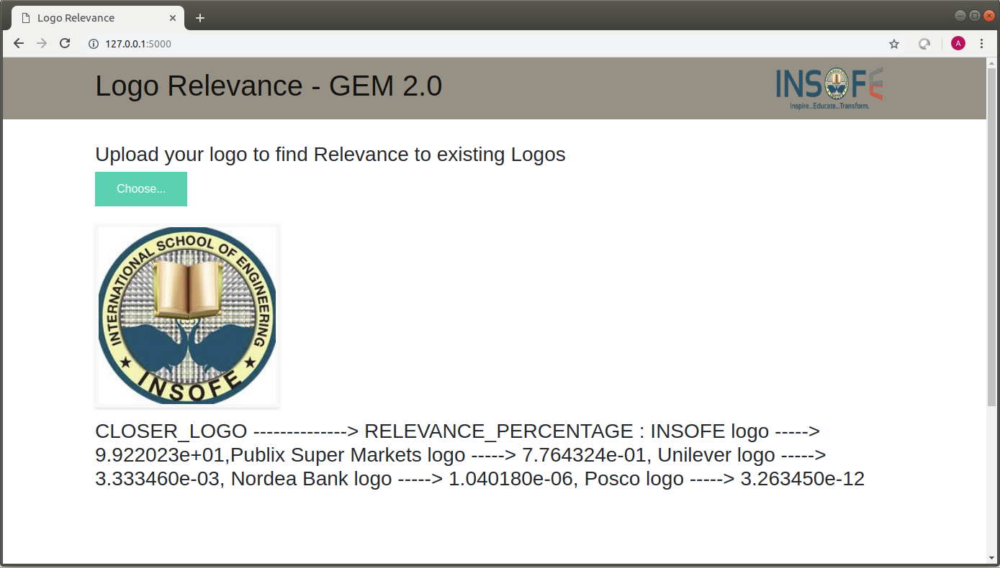 Logo Relevance
127.0.0.1:5000
A
Logo Relevance - GEM 2.0
INSOFE
Inspire...Educate...Transform.
Upload your logo to find Relevance to existing Logos
Choose...
INTERNATIONAL SCHOOL OF ENGINEERING
INSOFE
CLOSER_LOGO --------------> RELEVANCE_PERCENTAGE : INSOFE logo ----->
9.922023e+01,Publix Super Markets logo -----> 7.764324e-01, Unilever logo ----->
3.333460e-03, Nordea Bank logo -----> 1.040180e-06, Posco logo -----> 3.263450e-12